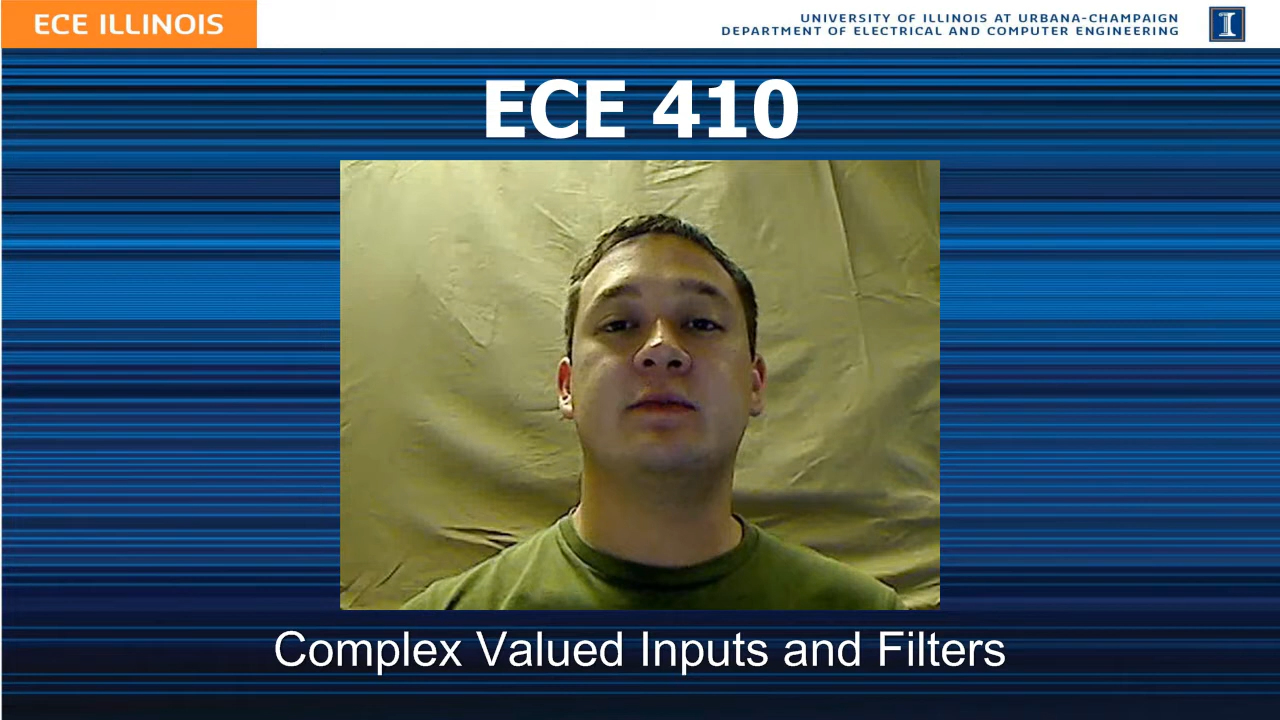 ECE ILLINOIS
UNIVERSITY OF ILLINOIS AT URBANA-CHAMPAIGN
DEPARTMENT OF ELECTRICAL AND COMPUTER ENGINEERING
I
ECE 410
Complex Valued Inputs and Filters